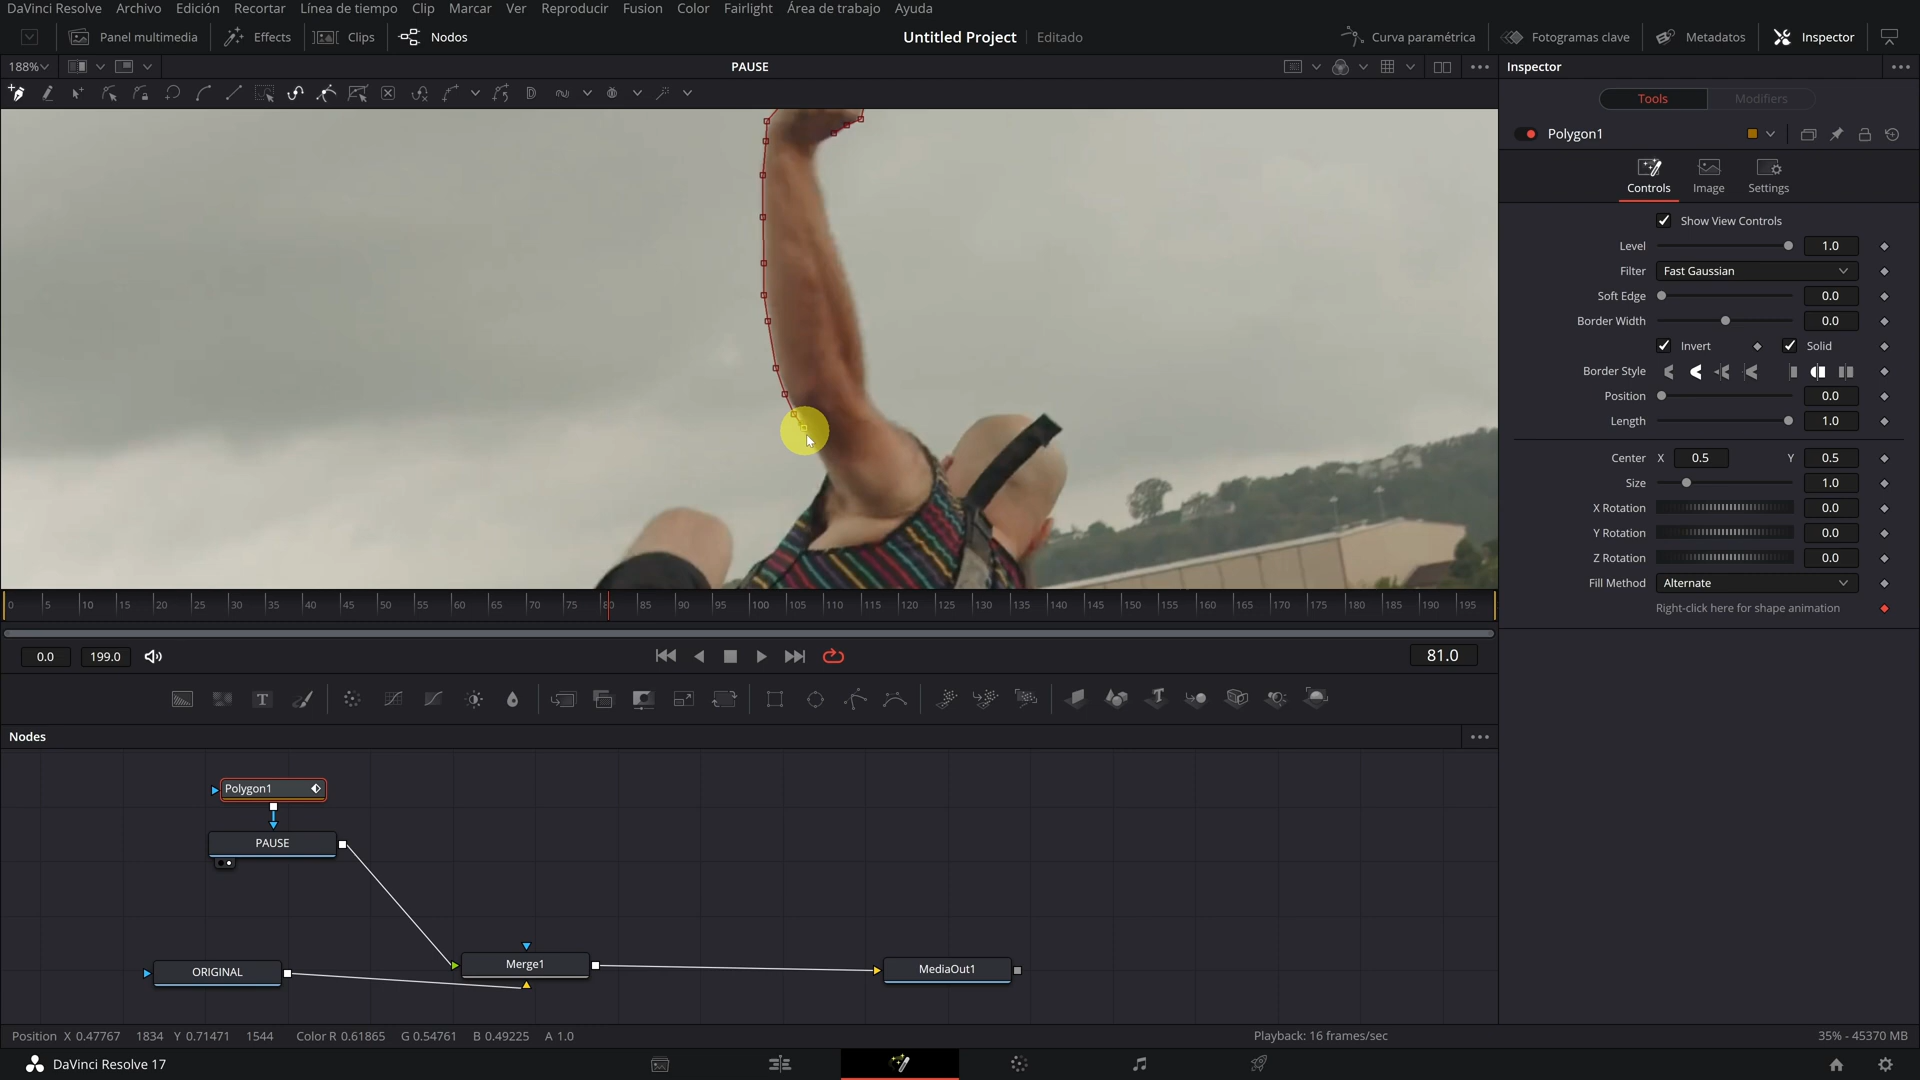 DaVinci Resolve Archivo Edición Recortar Línea de tiempo Clip Marcar Ver Reproducir Fusion Color Fairlight Área de trabajo Ayuda
Panel multimedia Effects Clips Nodos Untitled Project Editado Curva paramétrica Fotogramas clave Metadatos Inspector
188% PAUSE Inspector
Tools Modifiers
Polygon1
Controls Image Settings
Show View Controls
Level 1.0
Filter Fast Gaussian
Soft Edge 0.0
Border Width 0.0
Invert Solid
Border Style
Position 0.0
Length 1.0
Center X 0.5 Y 0.5
Size 1.0
X Rotation 0.0
Y Rotation 0.0
Z Rotation 0.0
Fill Method Alternate
Right-click here for shape animation
0 5 10 15 20 25 30 35 40 45 50 55 60 65 70 75 80 85 90 95 100 105 110 115 120 125 130 135 140 145 150 155 160 165 170 175 180 185 190 195
0.0 199.0 81.0
T T
Nodes
Polygon1
PAUSE
Merge1
ORIGINAL
MediaOut1
Position X 0.47767 1834 Y 0.71471 1544 Color R 0.61865 G 0.54761 B 0.49225 A 1.0 Playback: 16 frames/sec 35% - 45370 MB
DaVinci Resolve 17